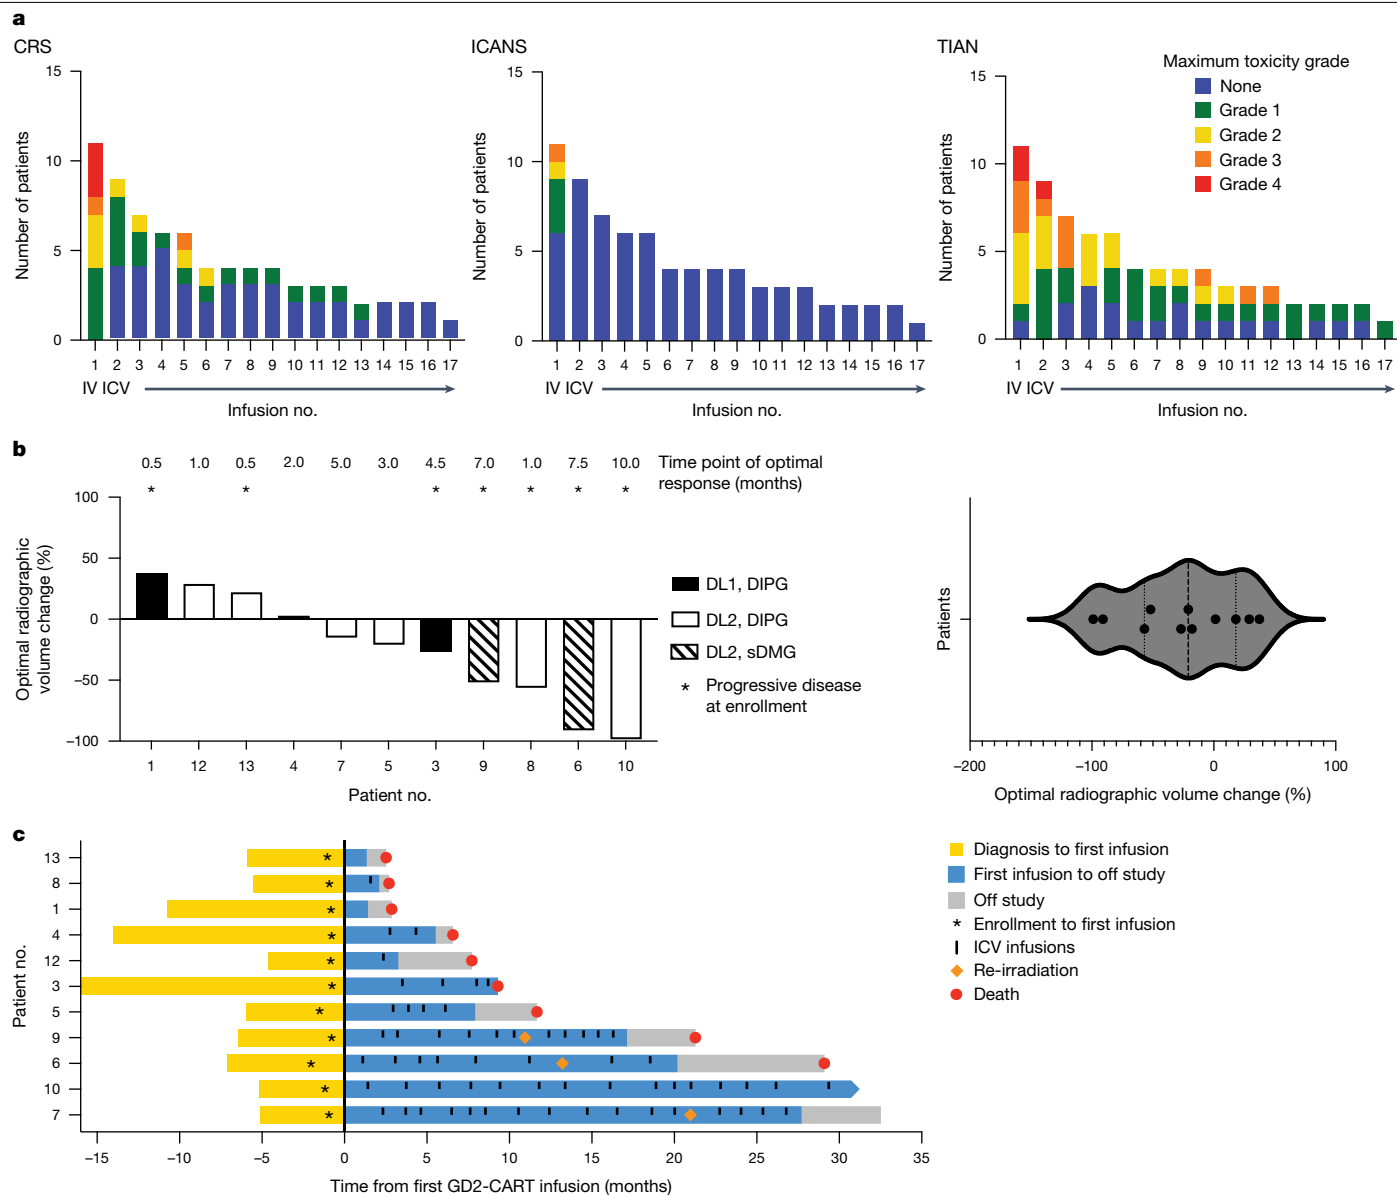 a
CRS
ICANS
TIAN
Maximum toxicity grade
None
Grade 1
Grade 2
Grade 3
Grade 4
Number of patients
15
10
5
0
1 2 3 4 5 6 7 8 9 10 11 12 13 14 15 16 17
IV ICV
Infusion no.
Number of patients
15
10
5
0
1 2 3 4 5 6 7 8 9 10 11 12 13 14 15 16 17
IV ICV
Infusion no.
Number of patients
15
10
5
0
1 2 3 4 5 6 7 8 9 10 11 12 13 14 15 16 17
IV ICV
Infusion no.
b
0.5 1.0 0.5 2.0 5.0 3.0 4.5 7.0 1.0 7.5 10.0
Time point of optimal
response (months)
* * * * * * *
Optimal radiographic
volume change (%)
100
50
0
−50
−100
1 12 13 4 7 5 3 9 8 6 10
Patient no.
DL1, DIPG
DL2, DIPG
DL2, sDMG
* Progressive disease
at enrollment
Patients
−200 −100 0 100
Optimal radiographic volume change (%)
c
Patient no.
13 *
8 *
1 *
4 *
12 *
3 *
5 *
9 *
6 *
10 *
7 *
−15 −10 −5 0 5 10 15 20 25 30 35
Time from first GD2-CART infusion (months)
Diagnosis to first infusion
First infusion to off study
Off study
* Enrollment to first infusion
ICV infusions
Re-irradiation
Death